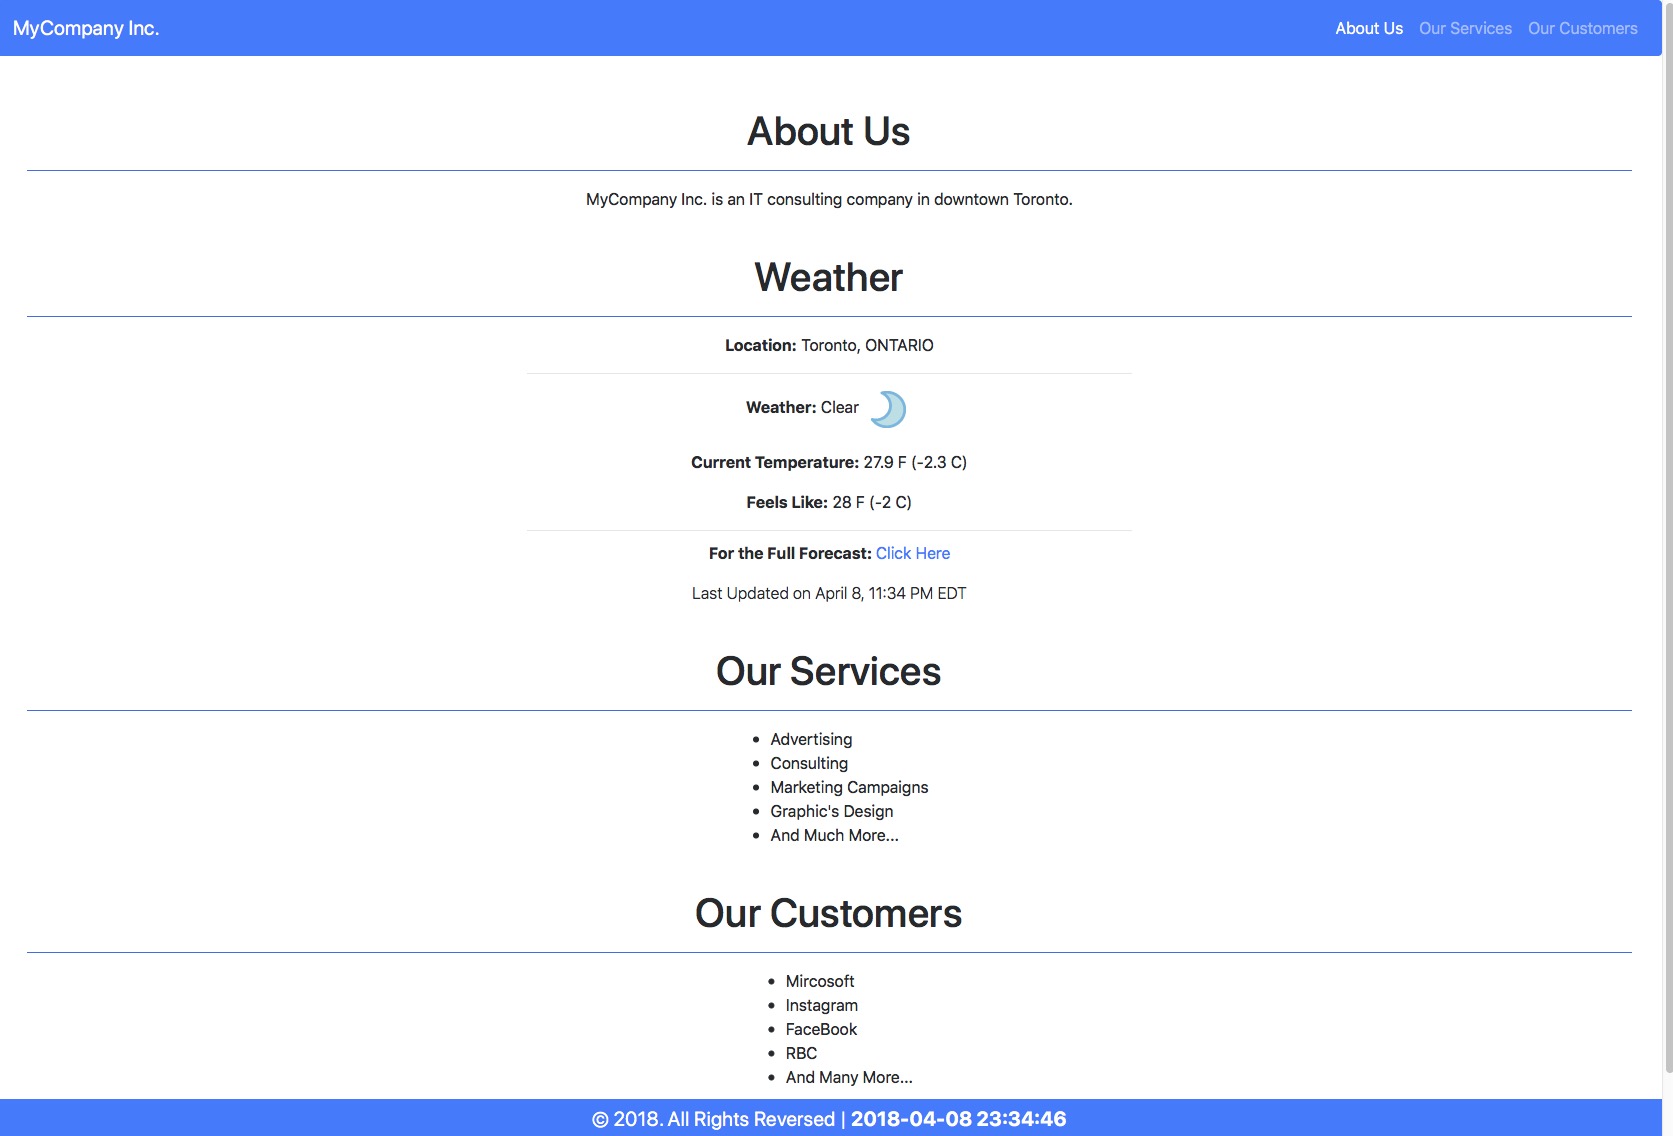 MyCompany Inc.
About Us Our Services Our Customers
About Us
MyCompany Inc. is an IT consulting company in downtown Toronto.
Weather
Location: Toronto, ONTARIO
Weather: Clear
Current Temperature: 27.9 F (-2.3 C)
Feels Like: 28 F (-2 C)
For the Full Forecast: Click Here
Last Updated on April 8, 11:34 PM EDT
Our Services
• Advertising
• Consulting
• Marketing Campaigns
• Graphic's Design
• And Much More...
Our Customers
• Mircosoft
• Instagram
• FaceBook
• RBC
• And Many More...
© 2018. All Rights Reversed | 2018-04-08 23:34:46